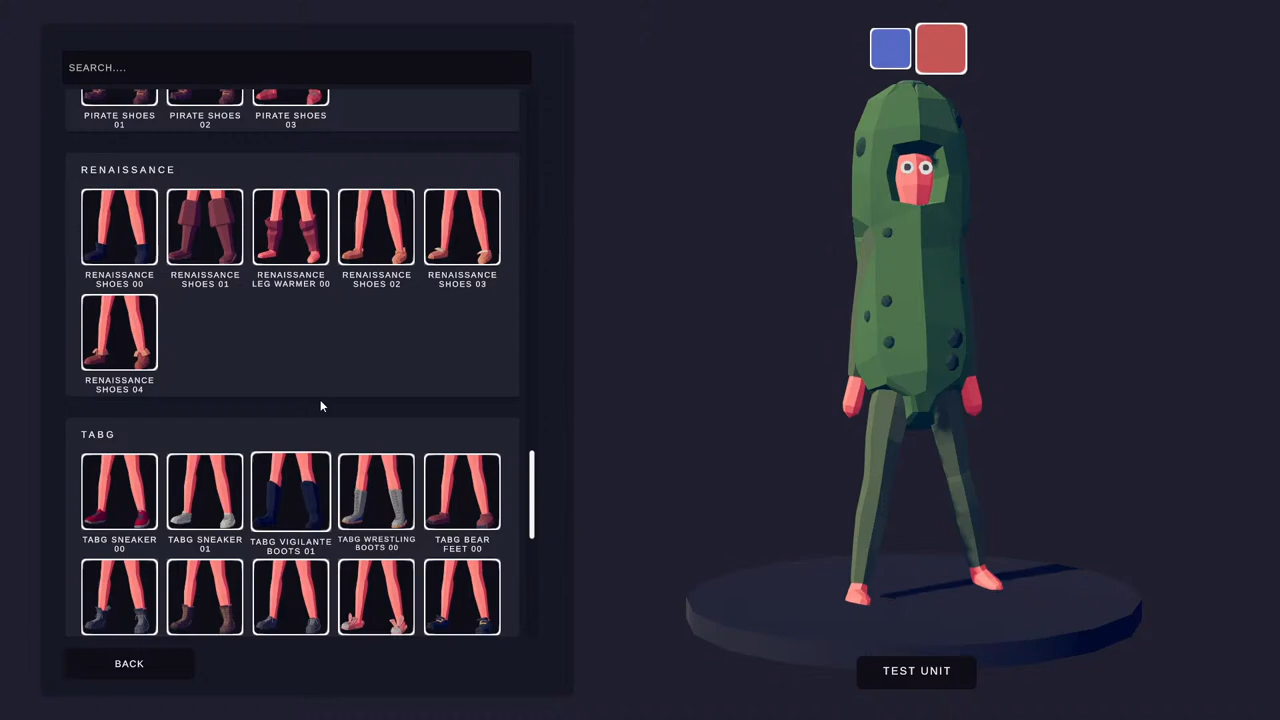 SEARCH....
PIRATE SHOES
01
PIRATE SHOES
02
PIRATE SHOES
03
RENAISSANCE
RENAISSANCE
SHOES 00
RENAISSANCE
SHOES 01
RENAISSANCE
LEG WARMER 00
RENAISSANCE
SHOES 02
RENAISSANCE
SHOES 03
RENAISSANCE
SHOES 04
TABG
TABG SNEAKER
00
TABG SNEAKER
01
TABG VIGILANTE
BOOTS 01
TABG WRESTLING
BOOTS 00
TABG BEAR
FEET 00
BACK
TEST UNIT